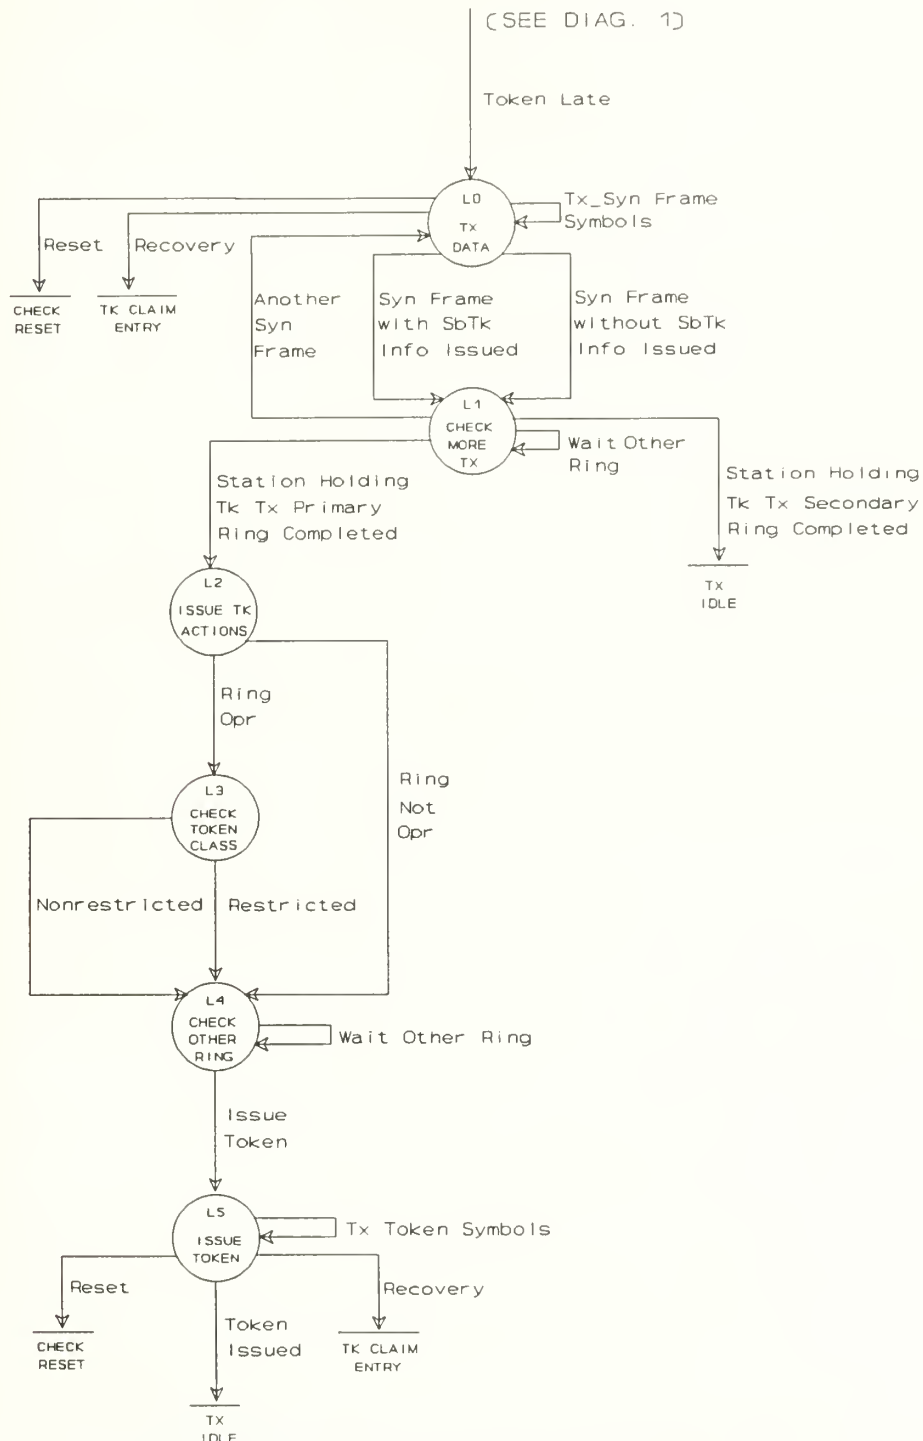 (SEE DIAG. 1)
Token Late
L0
Tx
DATA
Tx_Syn Frame
Symbols
Reset
Recovery
CHECK
RESET
TK CLAIM
ENTRY
Another
Syn
Frame
Syn Frame
with SbTk
Info Issued
Syn Frame
without SbTk
Info Issued
L1
CHECK
MORE
TX
Wait Other
Ring
Station Holding
Tk Tx Primary
Ring Completed
Station Holding
Tk Tx Secondary
Ring Completed
TX
IDLE
L2
ISSUE TK
ACTIONS
Ring
Opr
Ring
Not
Opr
L3
CHECK
TOKEN
CLASS
Nonrestricted
Restricted
L4
CHECK
OTHER
RING
Wait Other Ring
Issue
Token
L5
ISSUE
TOKEN
Tx Token Symbols
Reset
Recovery
CHECK
RESET
Token
Issued
TK CLAIM
ENTRY
TX
IDLE